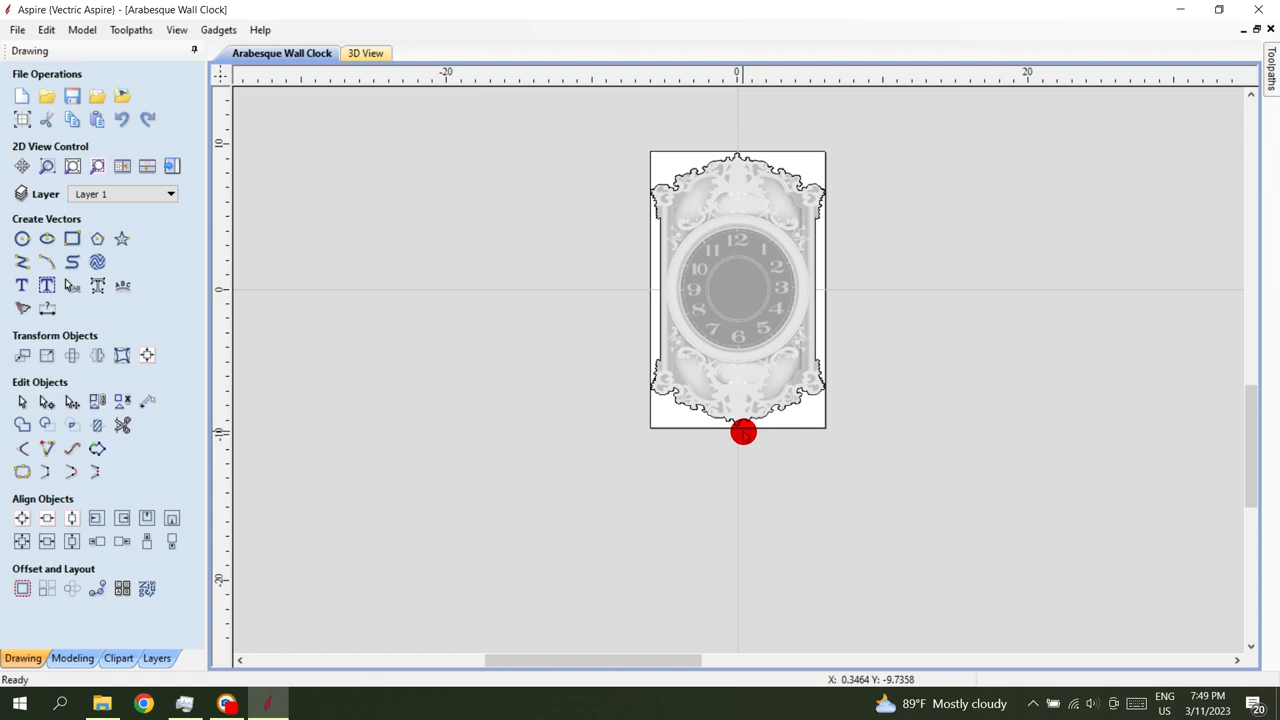 Aspire {Vectric Aspire} - [Arabesque Wall Clock]
File Edit Model Toolpaths View Gadgets Help
Drawing
Arabesque Wall Clock 3D View
Toolpaths
File Operations
-20 0 20
10
0
-10
-20
2D View Control
Layer Layer 1
Create Vectors
Transform Objects
Edit Objects
Align Objects
Offset and Layout
12
11 1
10 2
9 3
8 4
7 5
6
Drawing Modeling Clipart Layers
Ready X: 0.3464 Y: -9.7358
89°F Mostly cloudy
ENG
US
7:49 PM
3/11/2023
20